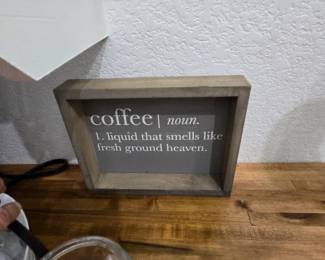 coffee | noun.
1. liquid that smells like
fresh ground heaven.